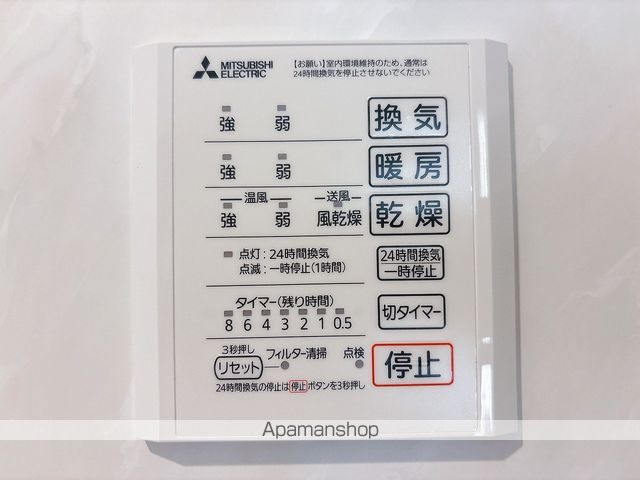 MITSUBISHI
ELECTRIC
【お願い】室内環境維持のため、通常は
24時間換気を停止させないでください
強 弱 換気
強 弱 暖房
温風 送風
強 弱 風乾燥 乾燥
点灯:24時間換気
点滅:一時停止(1時間)
24時間換気
一時停止
タイマー(残り時間)
8 6 4 3 2 1 0.5
切タイマー
3秒押し
リセット フィルター清掃 点検
停止
24時間換気の停止は停止ボタンを3秒押し
Apamanshop